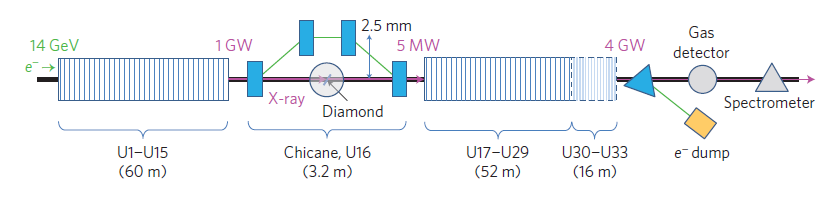 14 GeV
e⁻
1 GW
2.5 mm
5 MW
4 GW
Gas
detector
X-ray
Diamond
Spectrometer
U1–U15
(60 m)
Chicane, U16
(3.2 m)
U17–U29
(52 m)
U30–U33
(16 m)
e⁻ dump